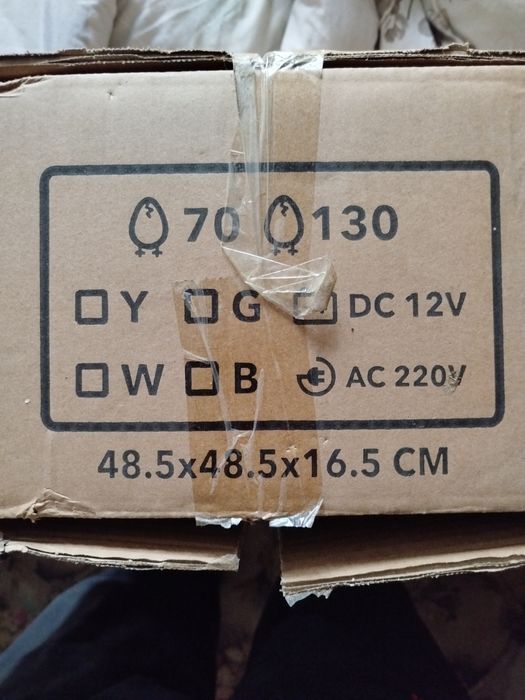 70 130
Y G DC 12V
W B AC 220V
48.5x48.5x16.5 CM